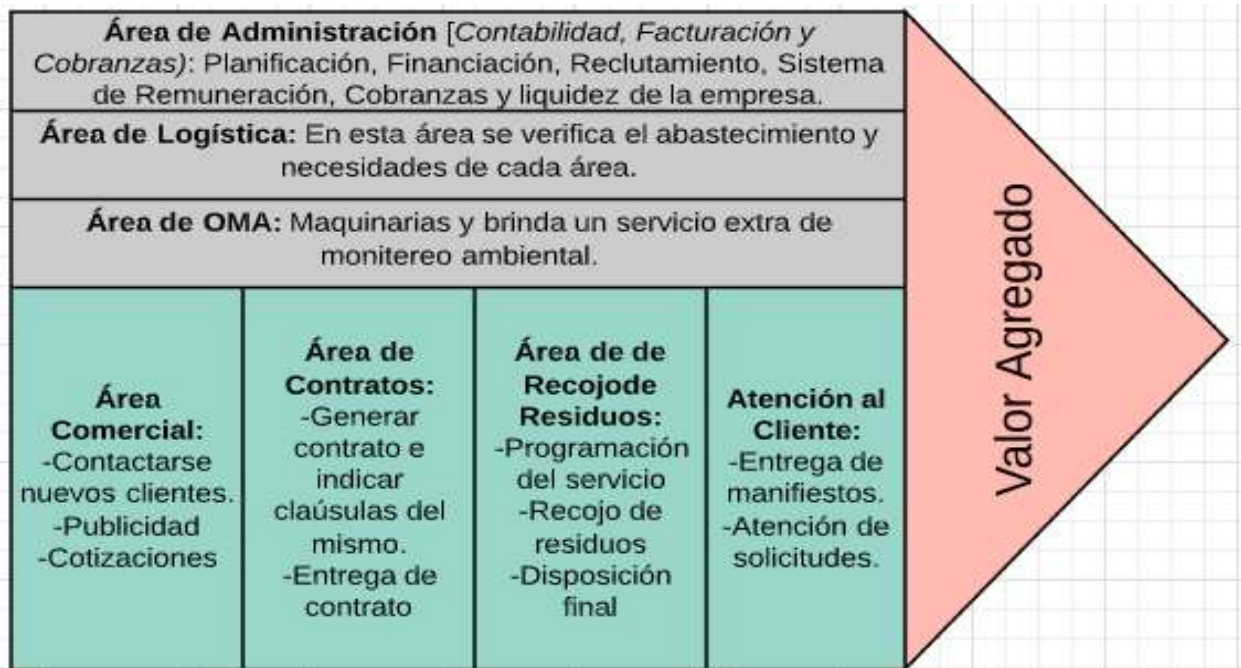 Área de Administración [Contabilidad, Facturación y
Cobranzas): Planificación, Financiación, Reclutamiento, Sistema
de Remuneración, Cobranzas y liquidez de la empresa.
Área de Logística: En esta área se verifica el abastecimiento y
necesidades de cada área.
Área de OMA: Maquinarias y brinda un servicio extra de
monitereo ambiental.
Área
Comercial:
-Contactarse
nuevos clientes.
-Publicidad
-Cotizaciones
Área de
Contratos:
-Generar
contrato e
indicar
claúsulas del
mismo.
-Entrega de
contrato
Área de de
Recojode
Residuos:
-Programación
del servicio
-Recojo de
residuos
-Disposición
final
Atención al
Cliente:
-Entrega de
manifiestos.
-Atención de
solicitudes.
Valor Agregado